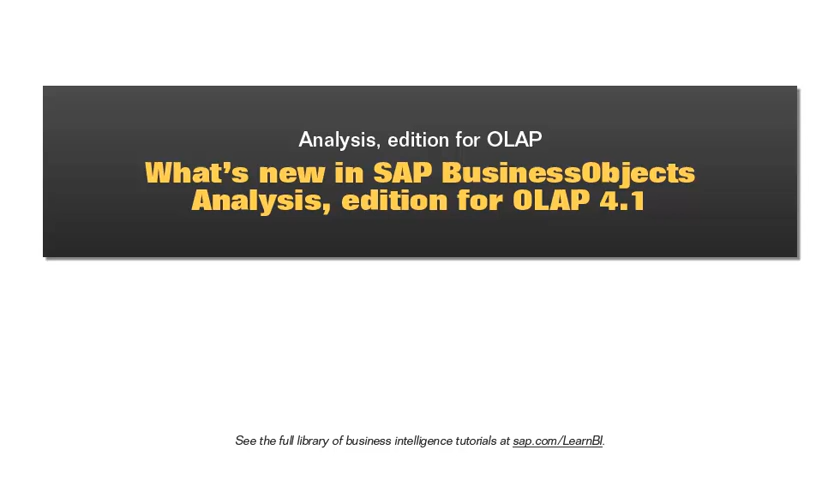 Analysis, edition for OLAP
What's new in SAP BusinessObjects
Analysis, edition for OLAP 4.1
See the full library of business intelligence tutorials at sap.com/LearnBI.